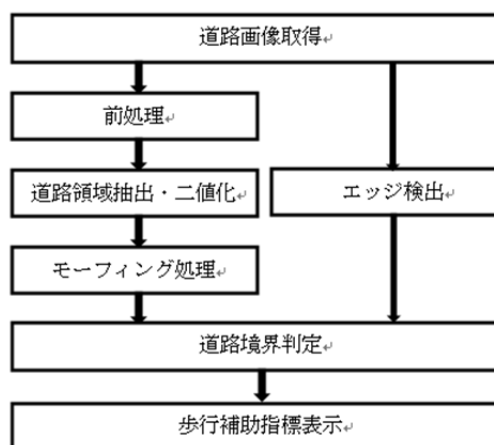 道路画像取得
前処理
道路領域抽出・二値化
エッジ検出
モーフィング処理
道路境界判定
歩行補助指標表示